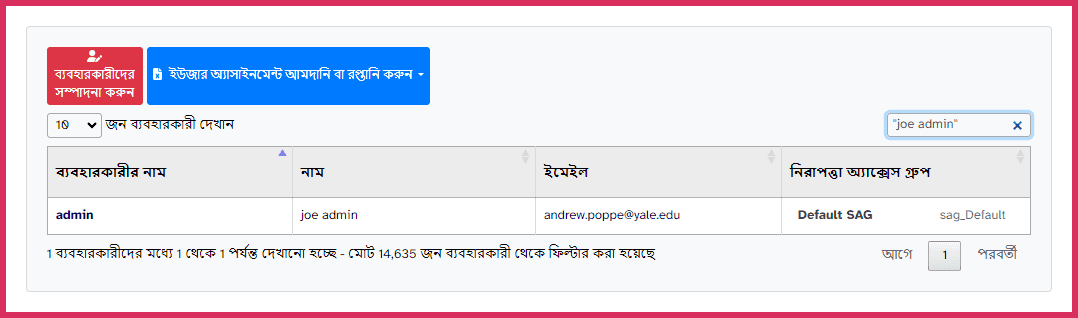 ব্যবহারকারীদের
সম্পাদনা করুন
ইউজার অ্যাসাইনমেন্ট আমদানি বা রপ্তানি করুন
10 জন ব্যবহারকারী দেখান
"joe admin"
ব্যবহারকারীর নাম নাম ইমেইল নিরাপত্তা অ্যাক্সেস গ্রুপ
admin joe admin andrew.poppe@yale.edu Default SAG sag_Default
1 ব্যবহারকারীদের মধ্যে 1 থেকে 1 পর্যন্ত দেখানো হচ্ছে - মোট 14,635 জন ব্যবহারকারী থেকে ফিল্টার করা হয়েছে
আগে 1 পরবর্তী